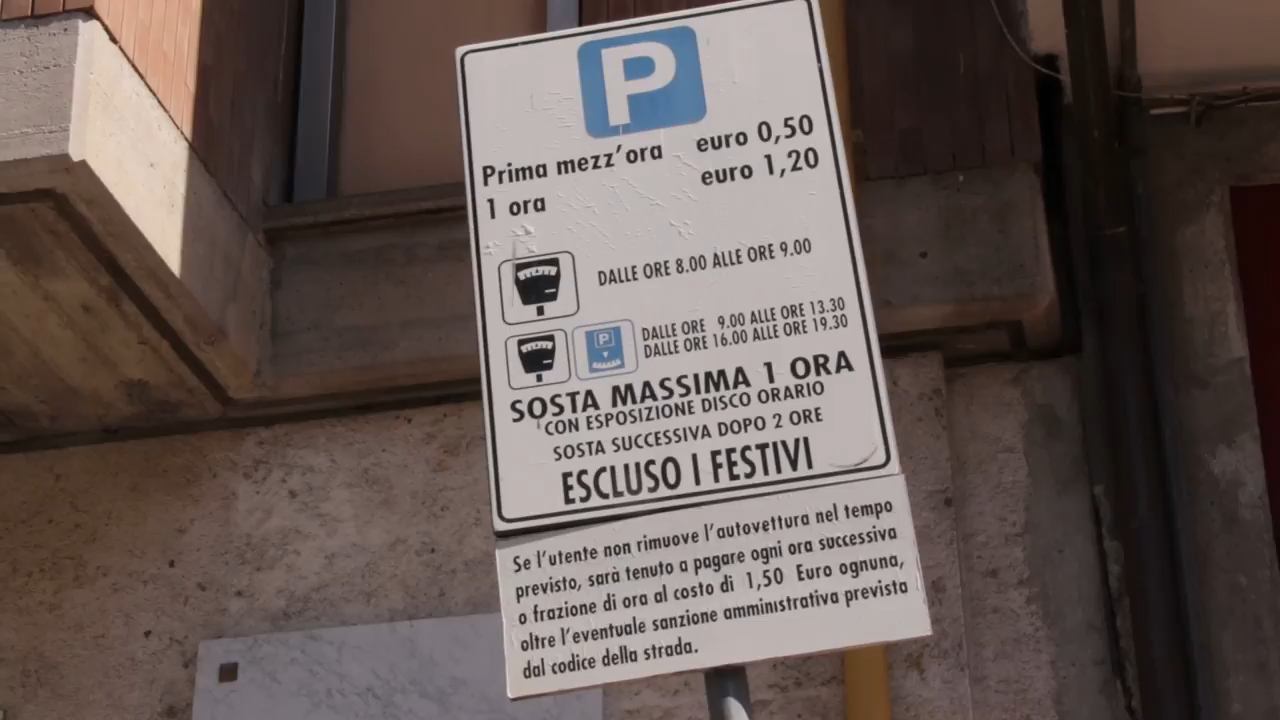 P
Prima mezz'ora euro 0,50
1 ora euro 1,20
DALLE ORE 8.00 ALLE ORE 9.00
P
DALLE ORE 9.00 ALLE ORE 13.30
DALLE ORE 16.00 ALLE ORE 19.30
SOSTA MASSIMA 1 ORA
CON ESPOSIZIONE DISCO ORARIO
SOSTA SUCCESSIVA DOPO 2 ORE
ESCLUSO I FESTIVI
Se l'utente non rimuove l'autovettura nel tempo
previsto, sarà tenuto a pagare ogni ora successiva
o frazione di ora al costo di 1,50 Euro ognuna,
oltre l'eventuale sanzione amministrativa prevista
dal codice della strada.